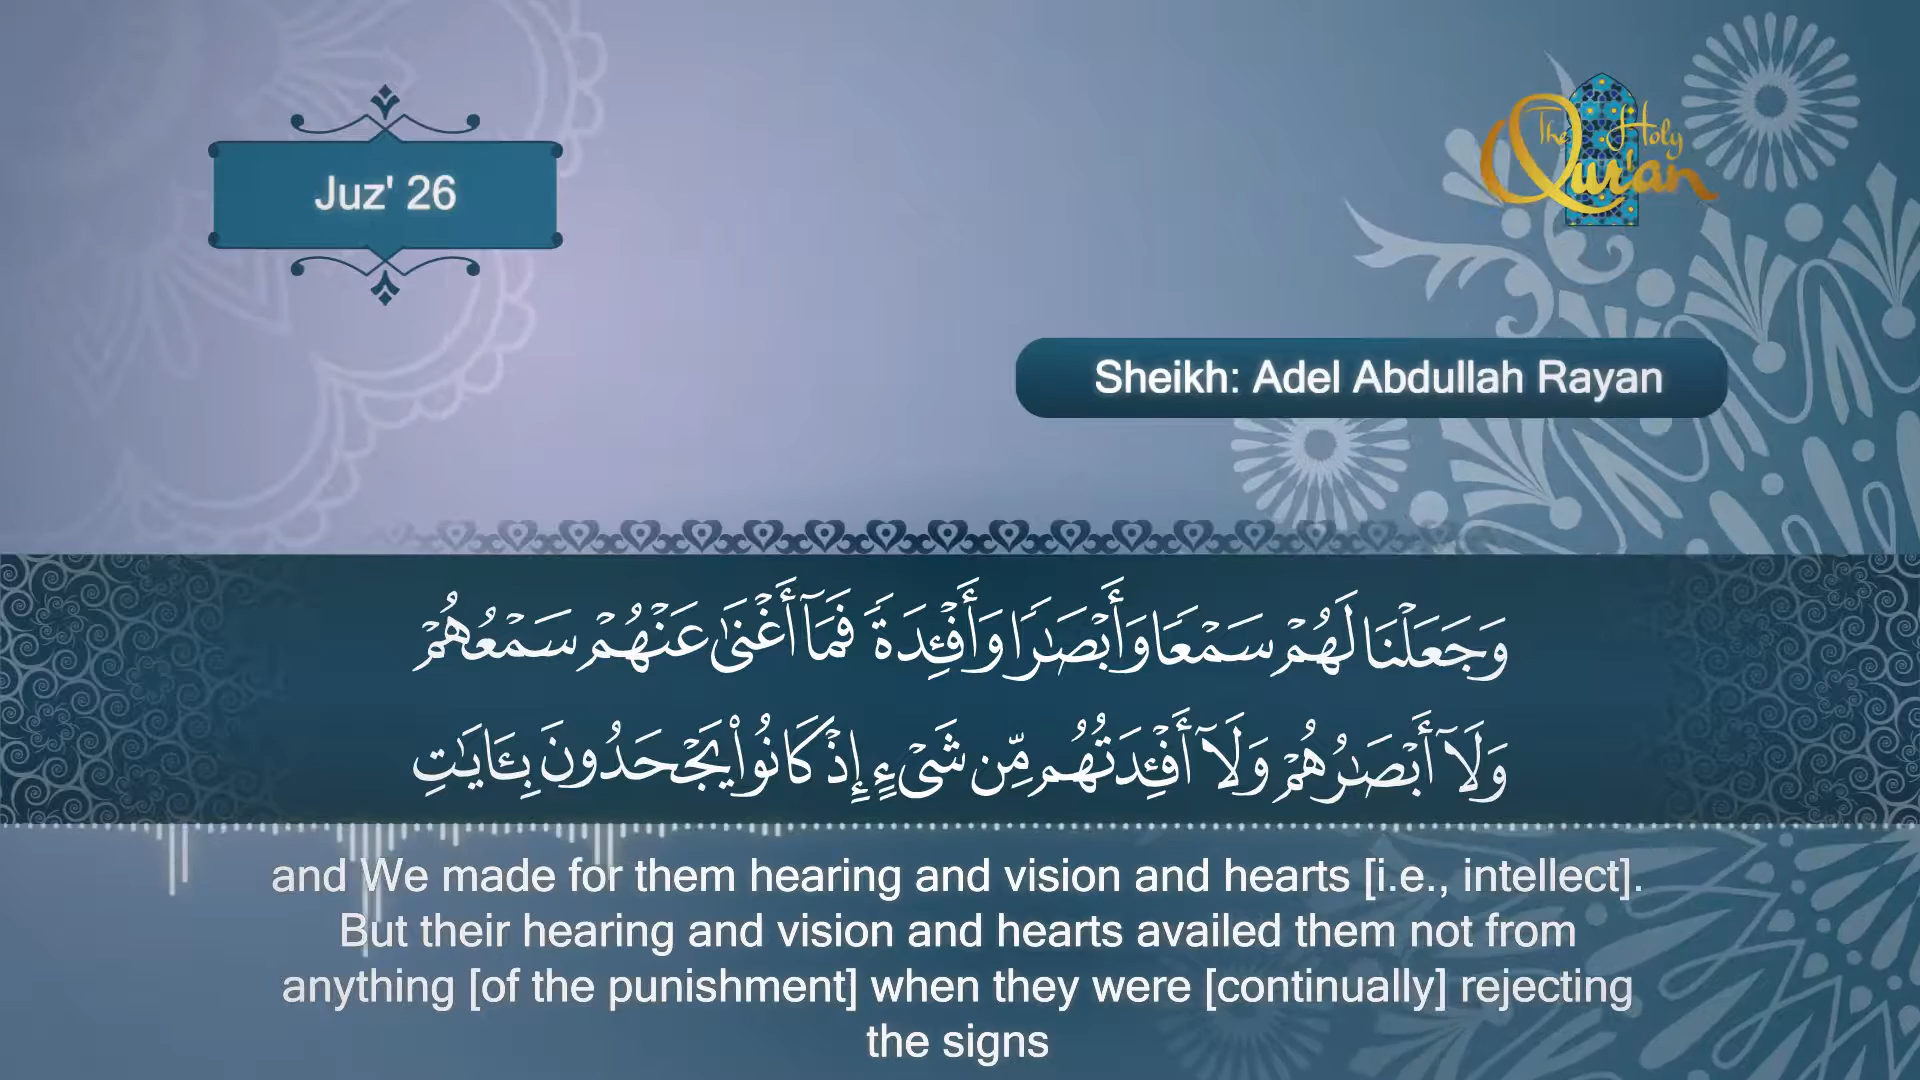 Juz' 26
The Holy
Qur'an
Sheikh: Adel Abdullah Rayan
وَجَعَلْنَا لَهُمْ سَمْعًا وَأَبْصَٰرًا وَأَفْـِٔدَةً فَمَآ أَغْنَىٰ عَنْهُمْ سَمْعُهُمْ
وَلَآ أَبْصَٰرُهُمْ وَلَآ أَفْـِٔدَتُهُم مِّن شَىْءٍ إِذْ كَانُوا۟ يَجْحَدُونَ بِـَٔايَٰتِ
and We made for them hearing and vision and hearts [i.e., intellect].
But their hearing and vision and hearts availed them not from
anything [of the punishment] when they were [continually] rejecting
the signs